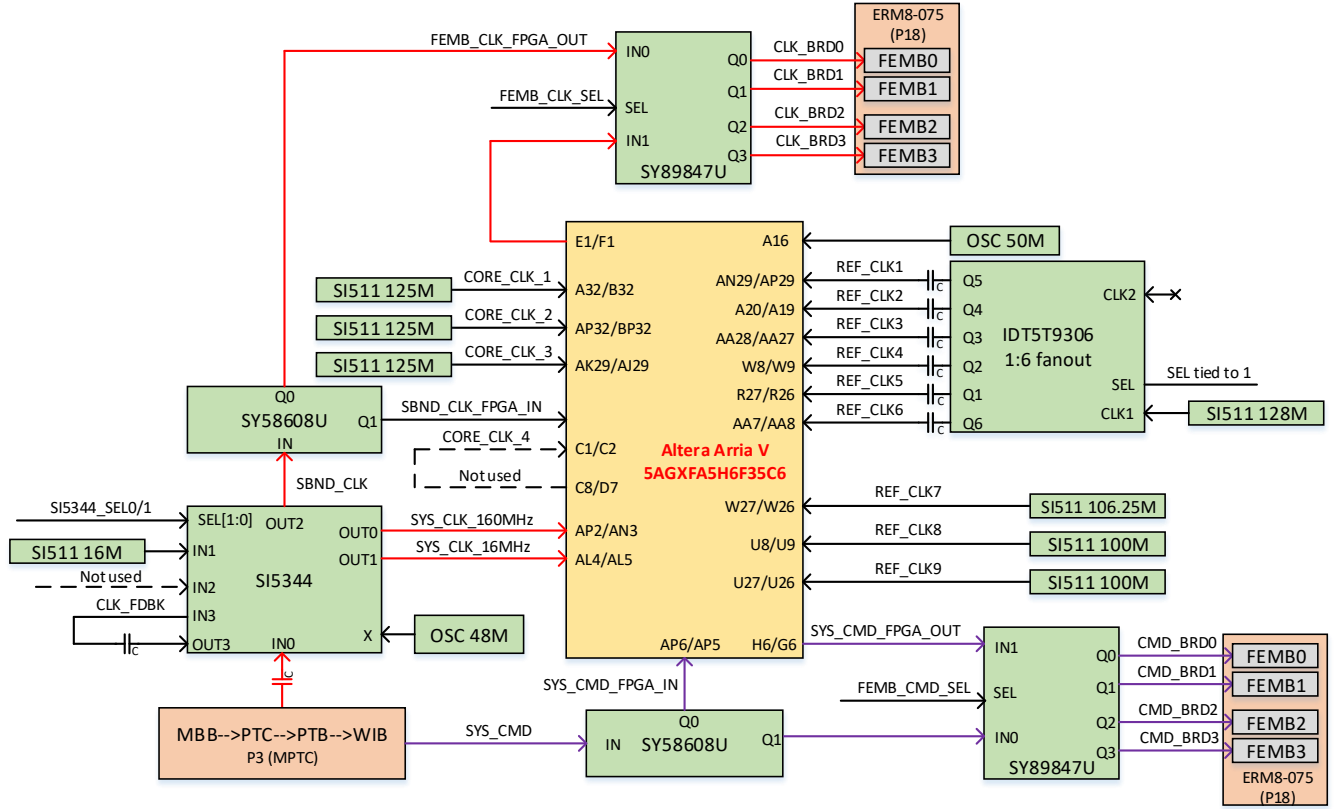 ERM8-075
(P18)
FEMB_CLK_FPGA_OUT
IN0
Q0
CLK_BRD0
FEMB0
Q1
CLK_BRD1
FEMB1
FEMB_CLK_SEL
SEL
Q2
CLK_BRD2
FEMB2
IN1
Q3
CLK_BRD3
FEMB3
SY89847U
E1/F1
A16
OSC 50M
SI511 125M
CORE_CLK_1
A32/B32
AN29/AP29
REF_CLK1
C
Q5
CLK2
SI511 125M
CORE_CLK_2
AP32/BP32
A20/A19
REF_CLK2
C
Q4
SI511 125M
CORE_CLK_3
AK29/AJ29
AA28/AA27
REF_CLK3
C
Q3
IDT5T9306
1:6 fanout
W8/W9
REF_CLK4
C
Q2
R27/R26
REF_CLK5
C
Q1
SEL
SEL tied to 1
AA7/AA8
REF_CLK6
C
Q6
CLK1
SI511 128M
Q0
SY58608U
Q1
IN
SBND_CLK_FPGA_IN
CORE_CLK_4
C1/C2
Not used
C8/D7
Altera Arria V
5AGXFA5H6F35C6
SBND_CLK
SI5344_SEL0/1
SEL[1:0]
OUT2
OUT0
SYS_CLK_160MHz
AP2/AN3
W27/W26
REF_CLK7
SI511 106.25M
SI511 16M
IN1
OUT1
SYS_CLK_16MHz
AL4/AL5
U8/U9
REF_CLK8
SI511 100M
Not used
IN2
SI5344
U27/U26
REF_CLK9
SI511 100M
CLK_FDBK
IN3
C
OUT3
IN0
X
OSC 48M
C
AP6/AP5
H6/G6
SYS_CMD_FPGA_OUT
IN1
Q0
CMD_BRD0
FEMB0
SYS_CMD_FPGA_IN
Q1
CMD_BRD1
FEMB1
FEMB_CMD_SEL
SEL
Q2
CMD_BRD2
FEMB2
IN0
Q3
CMD_BRD3
FEMB3
SY89847U
ERM8-075
(P18)
MBB-->PTC-->PTB-->WIB
P3 (MPTC)
SYS_CMD
IN
Q0
SY58608U
Q1